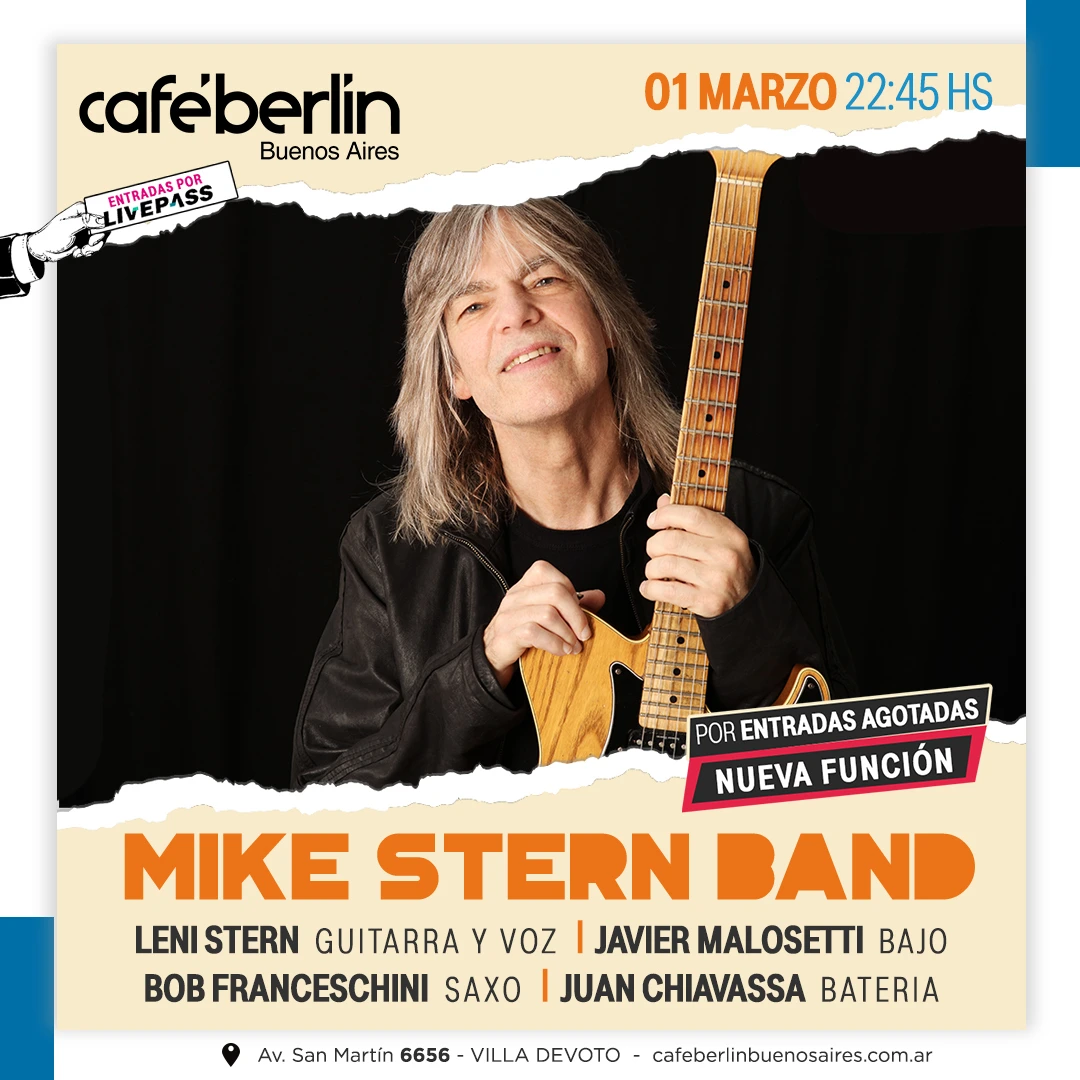 caféberlín
Buenos Aires
01 MARZO 22:45 HS
ENTRADAS POR
LIVEPASS
POR ENTRADAS AGOTADAS
NUEVA FUNCIÓN
MIKE STERN BAND
LENI STERN GUITARRA Y VOZ | JAVIER MALOSETTI BAJO
BOB FRANCESCHINI SAXO | JUAN CHIAVASSA BATERIA
Av. San Martín 6656 - VILLA DEVOTO - cafeberlinbuenosaires.com.ar